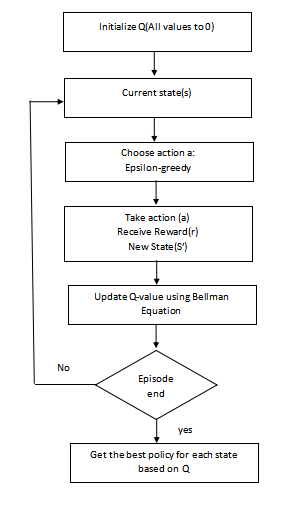 Initialize Q(All values to 0)
Current state(s)
Choose action a:
Epsilon-greedy
Take action (a)
Receive Reward(r)
New State(S’)
Update Q-value using Bellman
Equation
Episode
end
No
yes
Get the best policy for each state
based on Q